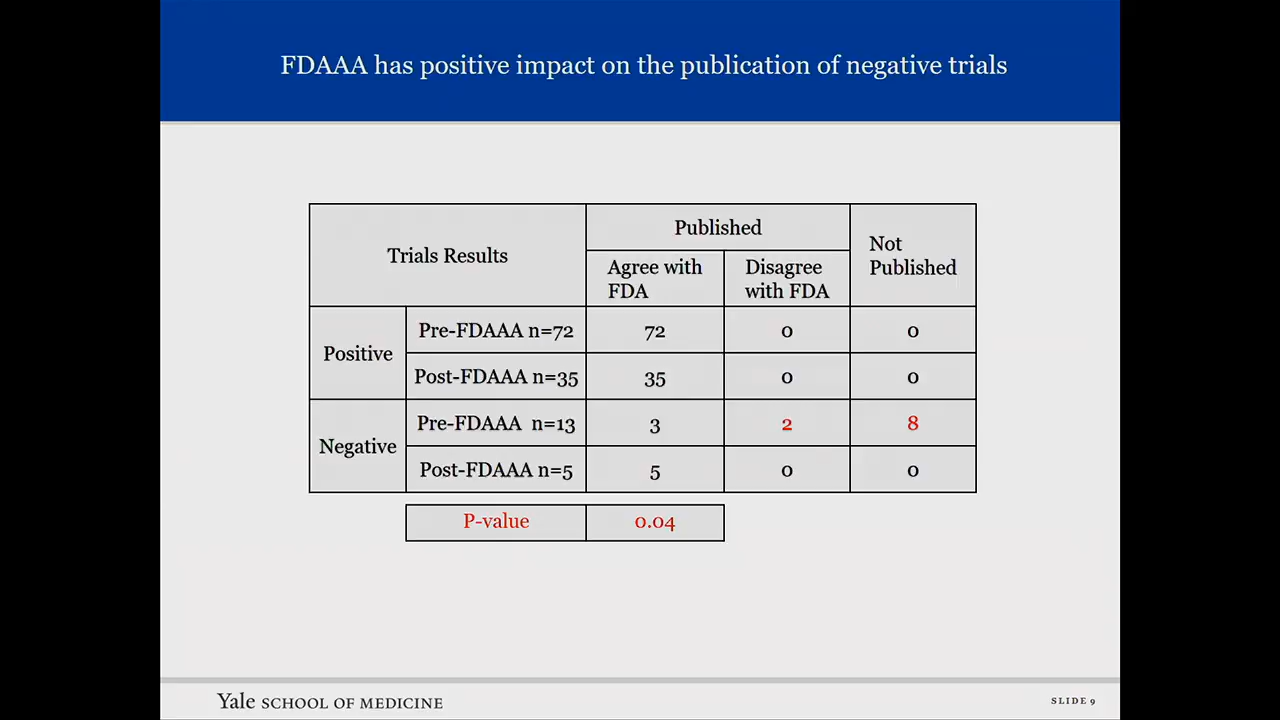 FDAAA has positive impact on the publication of negative trials
Trials Results
Published
Not
Published
Agree with
FDA
Disagree
with FDA
Positive
Pre-FDAAA n=72
72
0
0
Post-FDAAA n=35
35
0
0
Negative
Pre-FDAAA n=13
3
2
8
Post-FDAAA n=5
5
0
0
P-value
0.04
Yale SCHOOL OF MEDICINE
SLIDE 9